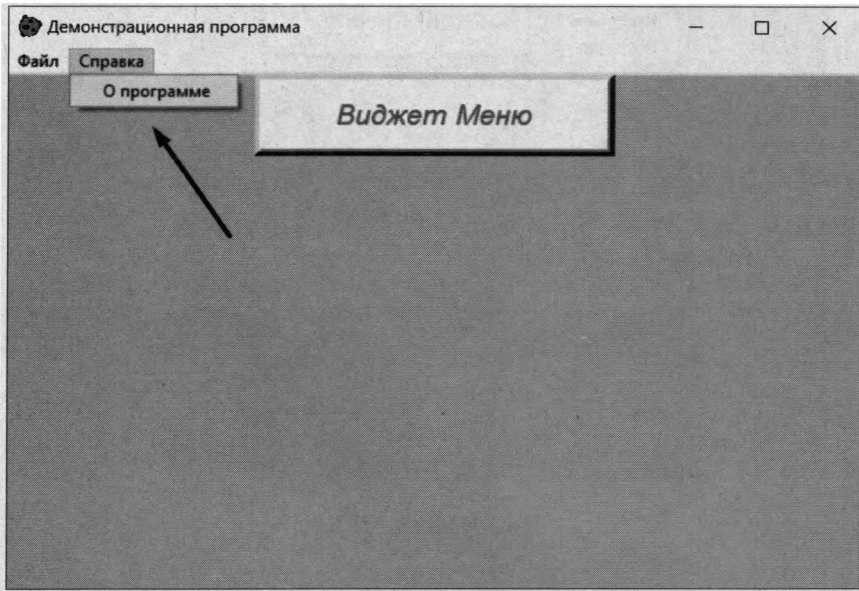 Демонстрационная программа
Файл Справка
О программе
Виджет Меню